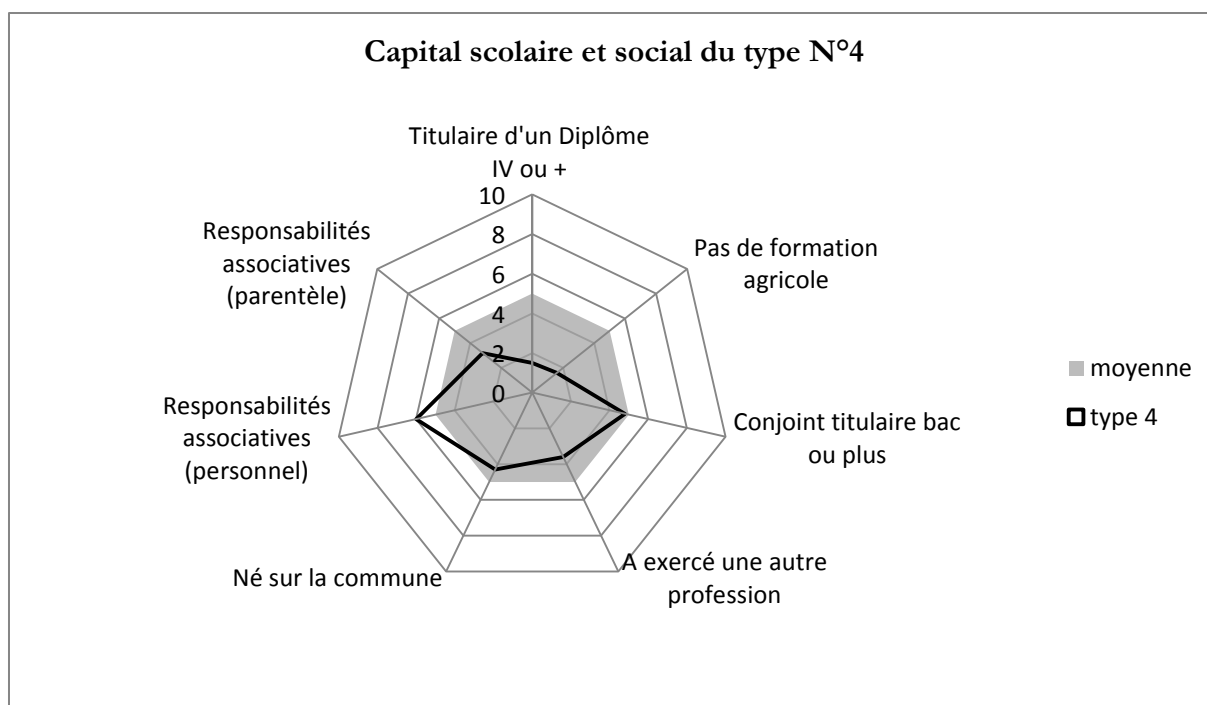 Capital scolaire et social du type N°4
Titulaire d'un Diplôme
IV ou +
10
8
6
4
2
0
Pas de formation
agricole
Conjoint titulaire bac
ou plus
A exercé une autre
profession
Né sur la commune
Responsabilités
associatives
(personnel)
Responsabilités
associatives
(parentèle)
moyenne
type 4